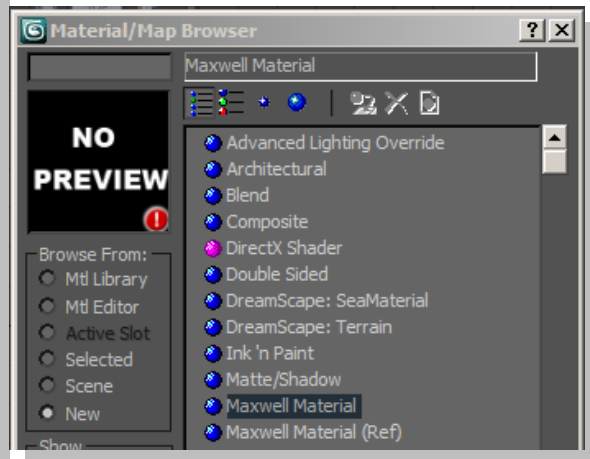 Material/Map Browser
Maxwell Material
NO
PREVIEW
Browse From:
Mtl Library
Mtl Editor
Active Slot
Selected
Scene
New
Show
Advanced Lighting Override
Architectural
Blend
Composite
DirectX Shader
Double Sided
DreamScape: SeaMaterial
DreamScape: Terrain
Ink 'n Paint
Matte/Shadow
Maxwell Material
Maxwell Material (Ref)